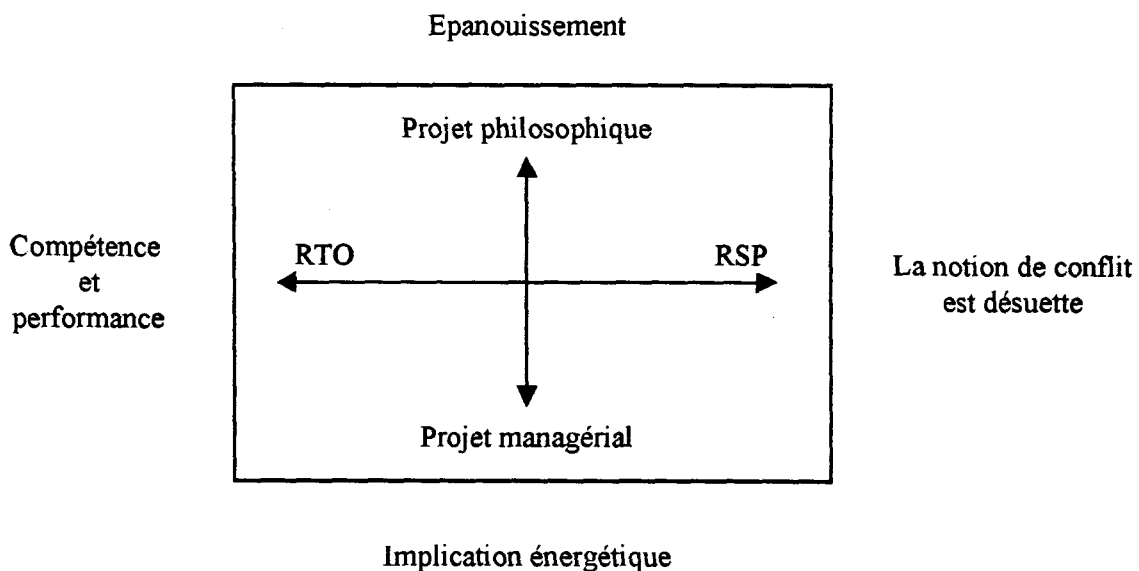 Epanouissement
Projet philosophique
Compétence
et
performance
RTO
RSP
La notion de conflit
est désuette
Projet managérial
Implication énergétique